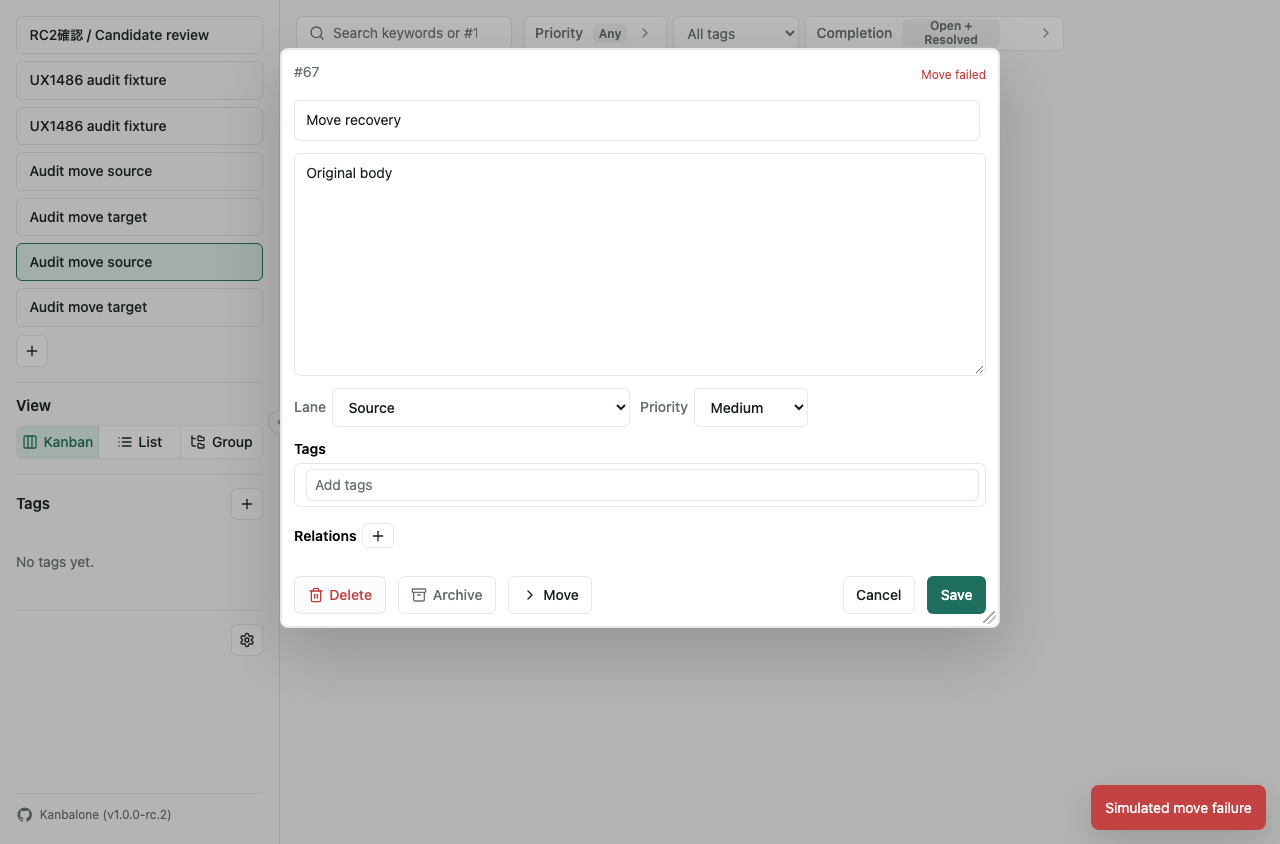 RC2確認 / Candidate review
UX1486 audit fixture
UX1486 audit fixture
Audit move source
Audit move target
Audit move source
Audit move target
View
Kanban
List
Group
Tags
No tags yet.
Kanbalone (v1.0.0-rc.2)
Search keywords or #1
Priority
Any
All tags
Completion
Open +
Resolved
#67
Move failed
Move recovery
Original body
Lane
Source
Priority
Medium
Tags
Add tags
Relations
Delete
Archive
Move
Cancel
Save
Simulated move failure